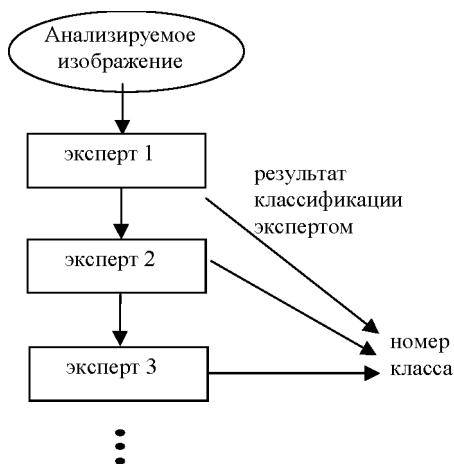 Анализируемое
изображение
эксперт 1
результат
классификации
экспертом
эксперт 2
номер
класса
эксперт 3